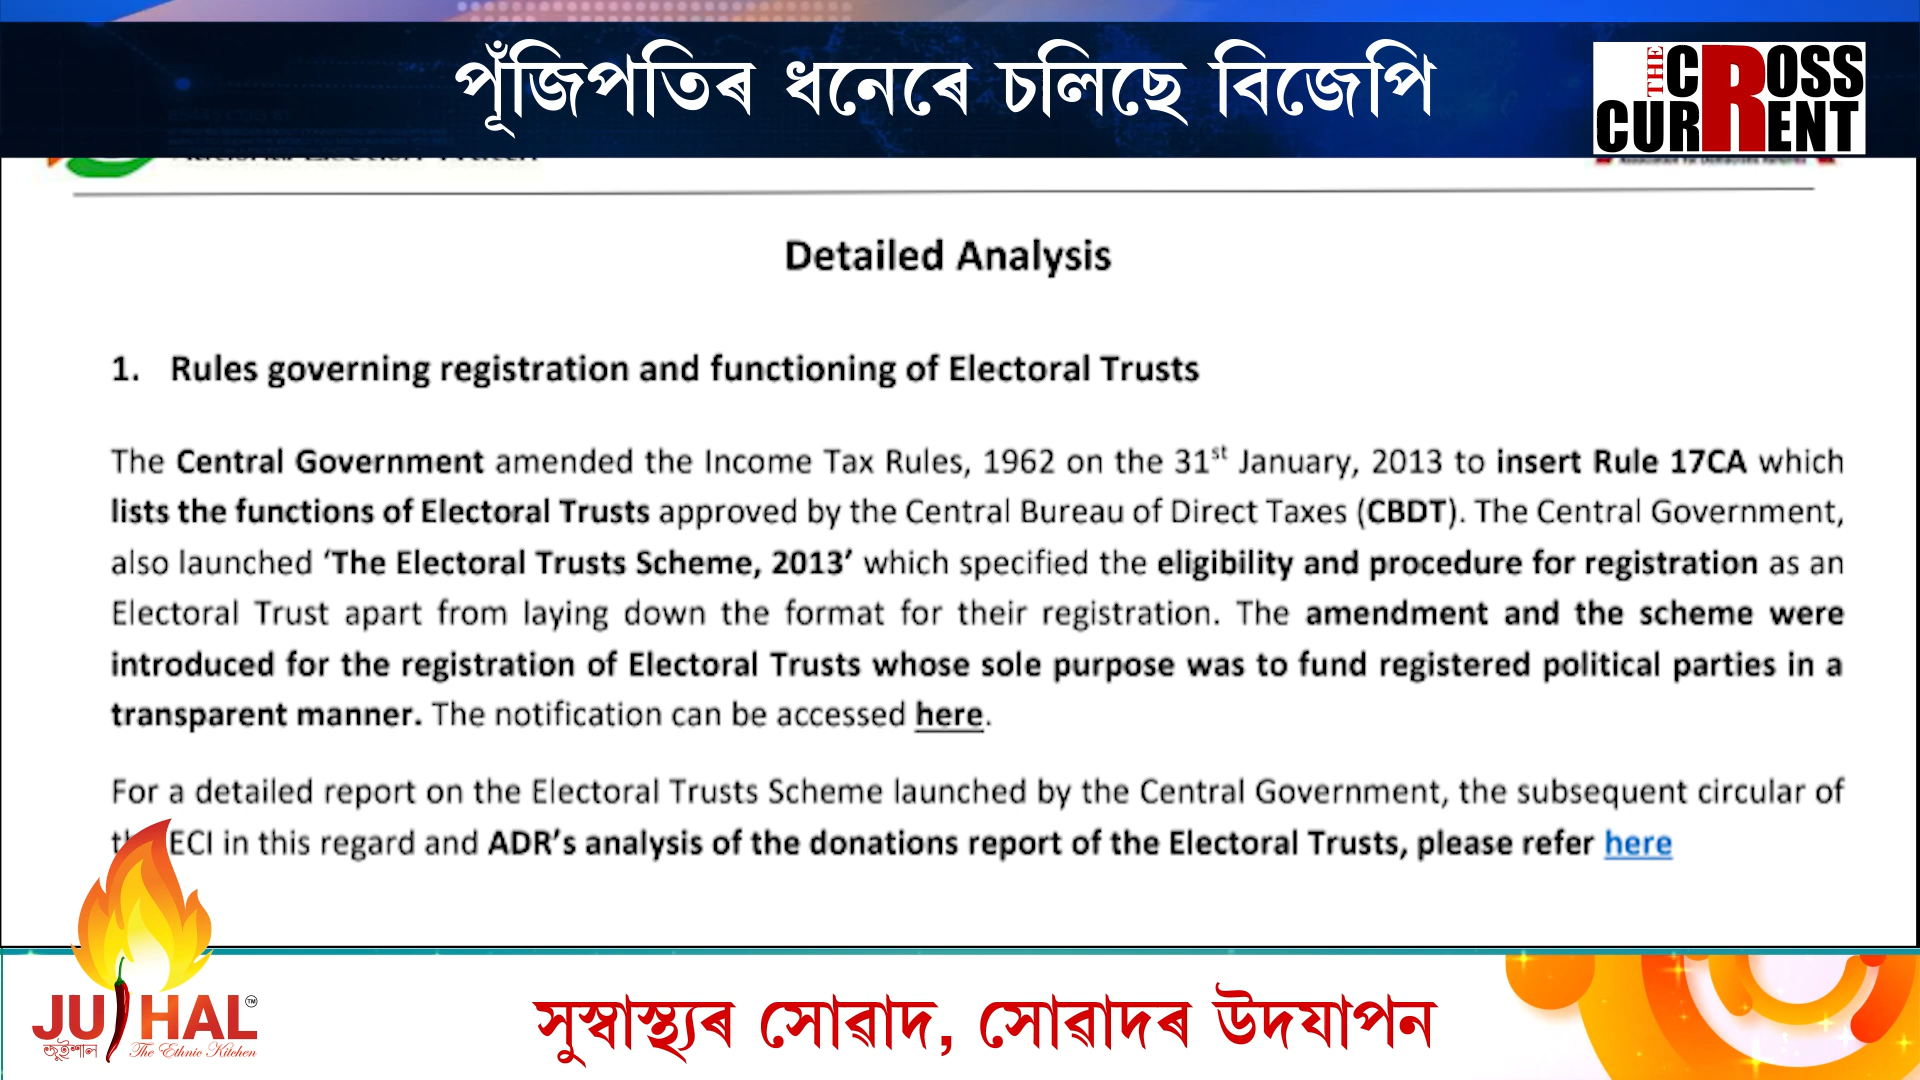 পূঁজিপতিৰ ধনেৰে চলিছে বিজেপি
THE CROSS
CURRENT
Detailed Analysis
1. Rules governing registration and functioning of Electoral Trusts
The Central Government amended the Income Tax Rules, 1962 on the 31st January, 2013 to insert Rule 17CA which
lists the functions of Electoral Trusts approved by the Central Bureau of Direct Taxes (CBDT). The Central Government,
also launched ‘The Electoral Trusts Scheme, 2013’ which specified the eligibility and procedure for registration as an
Electoral Trust apart from laying down the format for their registration. The amendment and the scheme were
introduced for the registration of Electoral Trusts whose sole purpose was to fund registered political parties in a
transparent manner. The notification can be accessed here.
For a detailed report on the Electoral Trusts Scheme launched by the Central Government, the subsequent circular of
ECI in this regard and ADR’s analysis of the donations report of the Electoral Trusts, please refer here
JUIHAL™
জুইশাল The Ethnic Kitchen
সুস্বাস্থ্যৰ সোৱাদ, সোৱাদৰ উদযাপন